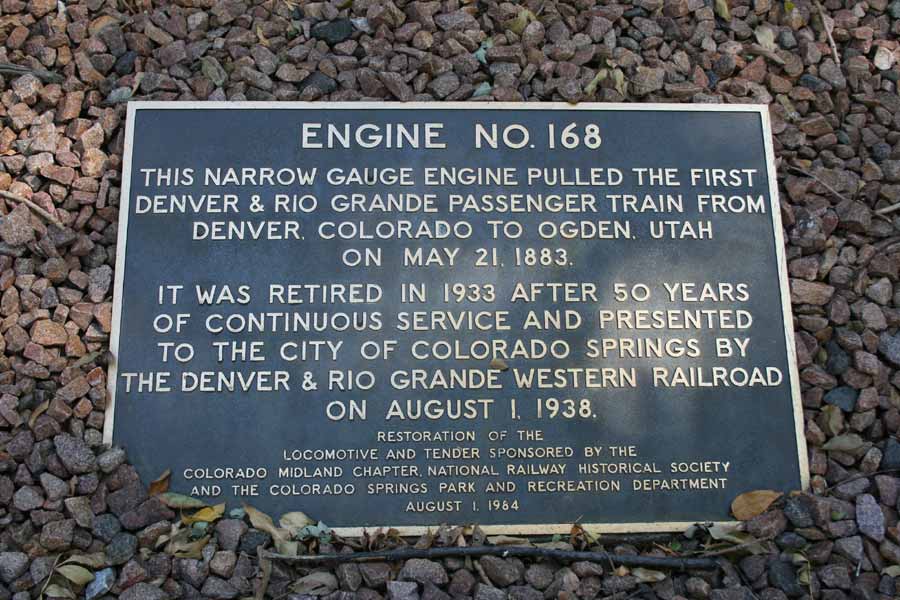 ENGINE NO. 168
THIS NARROW GAUGE ENGINE PULLED THE FIRST
DENVER & RIO GRANDE PASSENGER TRAIN FROM
DENVER, COLORADO TO OGDEN, UTAH
ON MAY 21, 1883.
IT WAS RETIRED IN 1933 AFTER 50 YEARS
OF CONTINUOUS SERVICE AND PRESENTED
TO THE CITY OF COLORADO SPRINGS BY
THE DENVER & RIO GRANDE WESTERN RAILROAD
ON AUGUST 1, 1938.
RESTORATION OF THE
LOCOMOTIVE AND TENDER SPONSORED BY THE
COLORADO MIDLAND CHAPTER, NATIONAL RAILWAY HISTORICAL SOCIETY
AND THE COLORADO SPRINGS PARK AND RECREATION DEPARTMENT
AUGUST 1, 1984